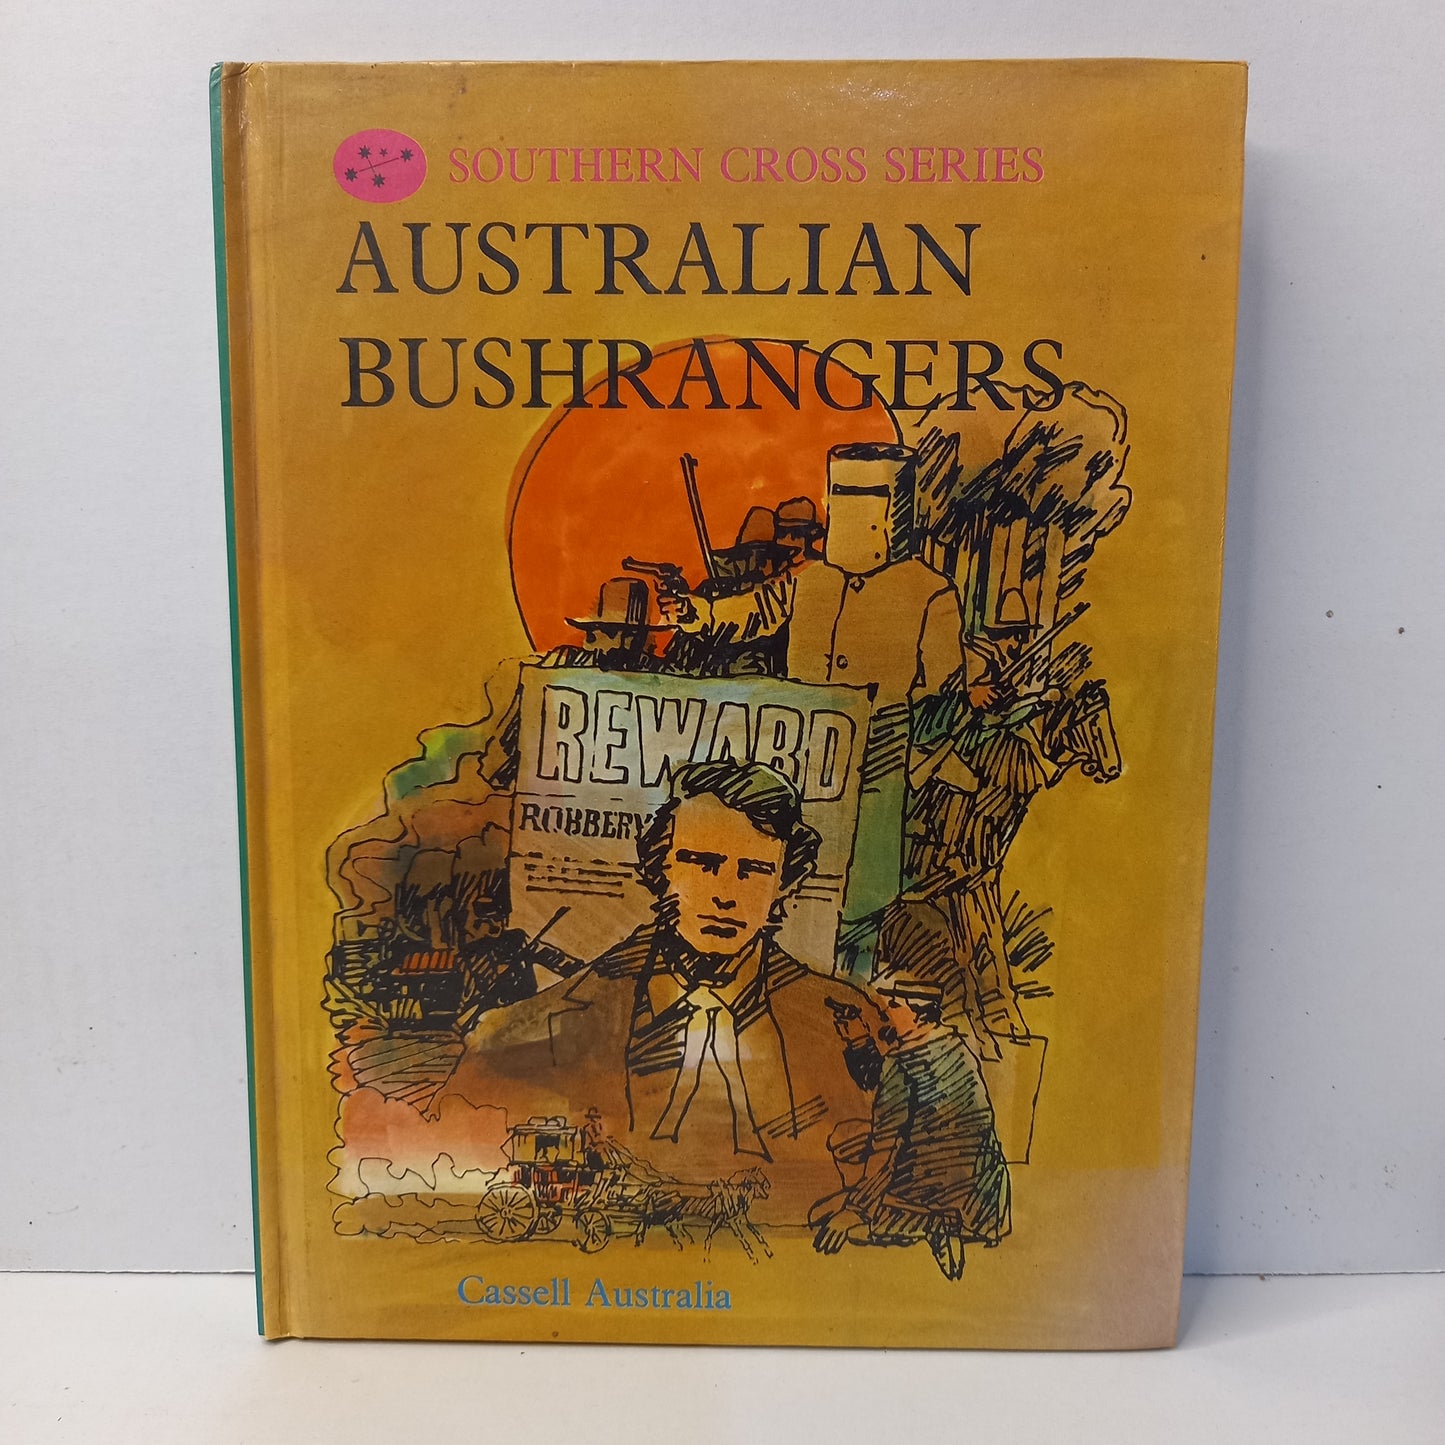 SOUTHERN CROSS SERIES
AUSTRALIAN
BUSHRANGERS
REWARD
ROBBERY
Cassell Australia